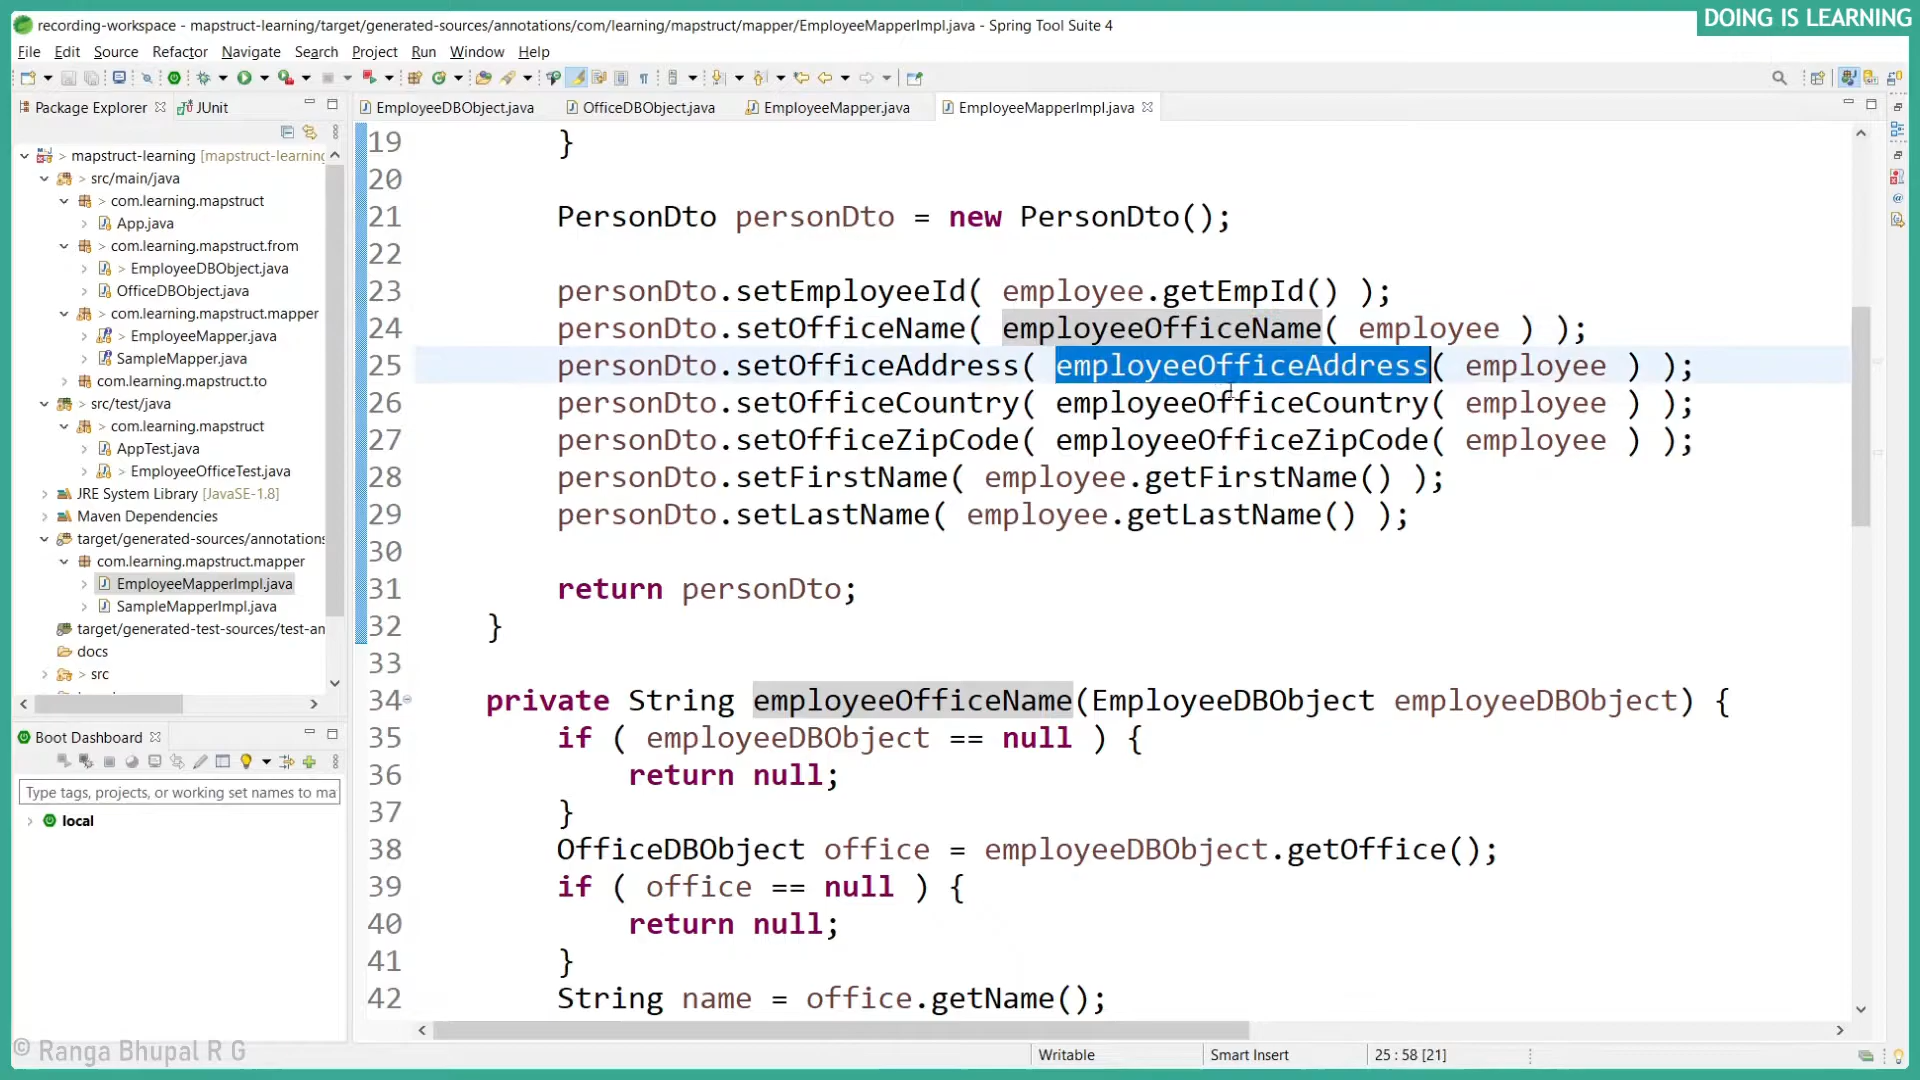 DOING IS LEARNING
recording-workspace - mapstruct-learning/target/generated-sources/annotations/com/learning/mapstruct/mapper/EmployeeMapperImpl.java - Spring Tool Suite 4
File Edit Source Refactor Navigate Search Project Run Window Help
Package Explorer JUnit
EmployeeDBObject.java OfficeDBObject.java EmployeeMapper.java EmployeeMapperImpl.java
> mapstruct-learning [mapstruct-learning
> src/main/java
> com.learning.mapstruct
App.java
> com.learning.mapstruct.from
> EmployeeDBObject.java
OfficeDBObject.java
> com.learning.mapstruct.mapper
> EmployeeMapper.java
SampleMapper.java
com.learning.mapstruct.to
> src/test/java
> com.learning.mapstruct
AppTest.java
> EmployeeOfficeTest.java
JRE System Library [JavaSE-1.8]
Maven Dependencies
target/generated-sources/annotations
com.learning.mapstruct.mapper
EmployeeMapperImpl.java
SampleMapperImpl.java
target/generated-test-sources/test-an
docs
> src
Boot Dashboard
Type tags, projects, or working set names to ma
local
19 }
20
21 PersonDto personDto = new PersonDto();
22
23 personDto.setEmployeeId( employee.getEmpId() );
24 personDto.setOfficeName( employeeOfficeName( employee ) );
25 personDto.setOfficeAddress( employeeOfficeAddress( employee ) );
26 personDto.setOfficeCountry( employeeOfficeCountry( employee ) );
27 personDto.setOfficeZipCode( employeeOfficeZipCode( employee ) );
28 personDto.setFirstName( employee.getFirstName() );
29 personDto.setLastName( employee.getLastName() );
30
31 return personDto;
32 }
33
34 private String employeeOfficeName(EmployeeDBObject employeeDBObject) {
35 if ( employeeDBObject == null ) {
36 return null;
37 }
38 OfficeDBObject office = employeeDBObject.getOffice();
39 if ( office == null ) {
40 return null;
41 }
42 String name = office.getName();
© Ranga Bhupal R G
Writable Smart Insert 25 : 58 [21]